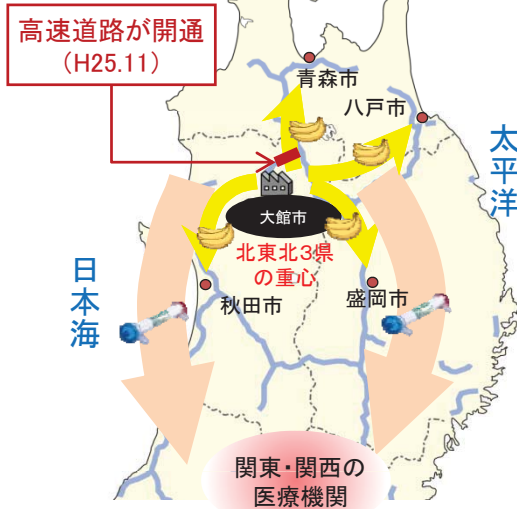 高速道路が開通
（H25.11）
青森市
八戸市
太平洋
大館市
北東北3県
の重心
日本海
秋田市
盛岡市
関東・関西の
医療機関